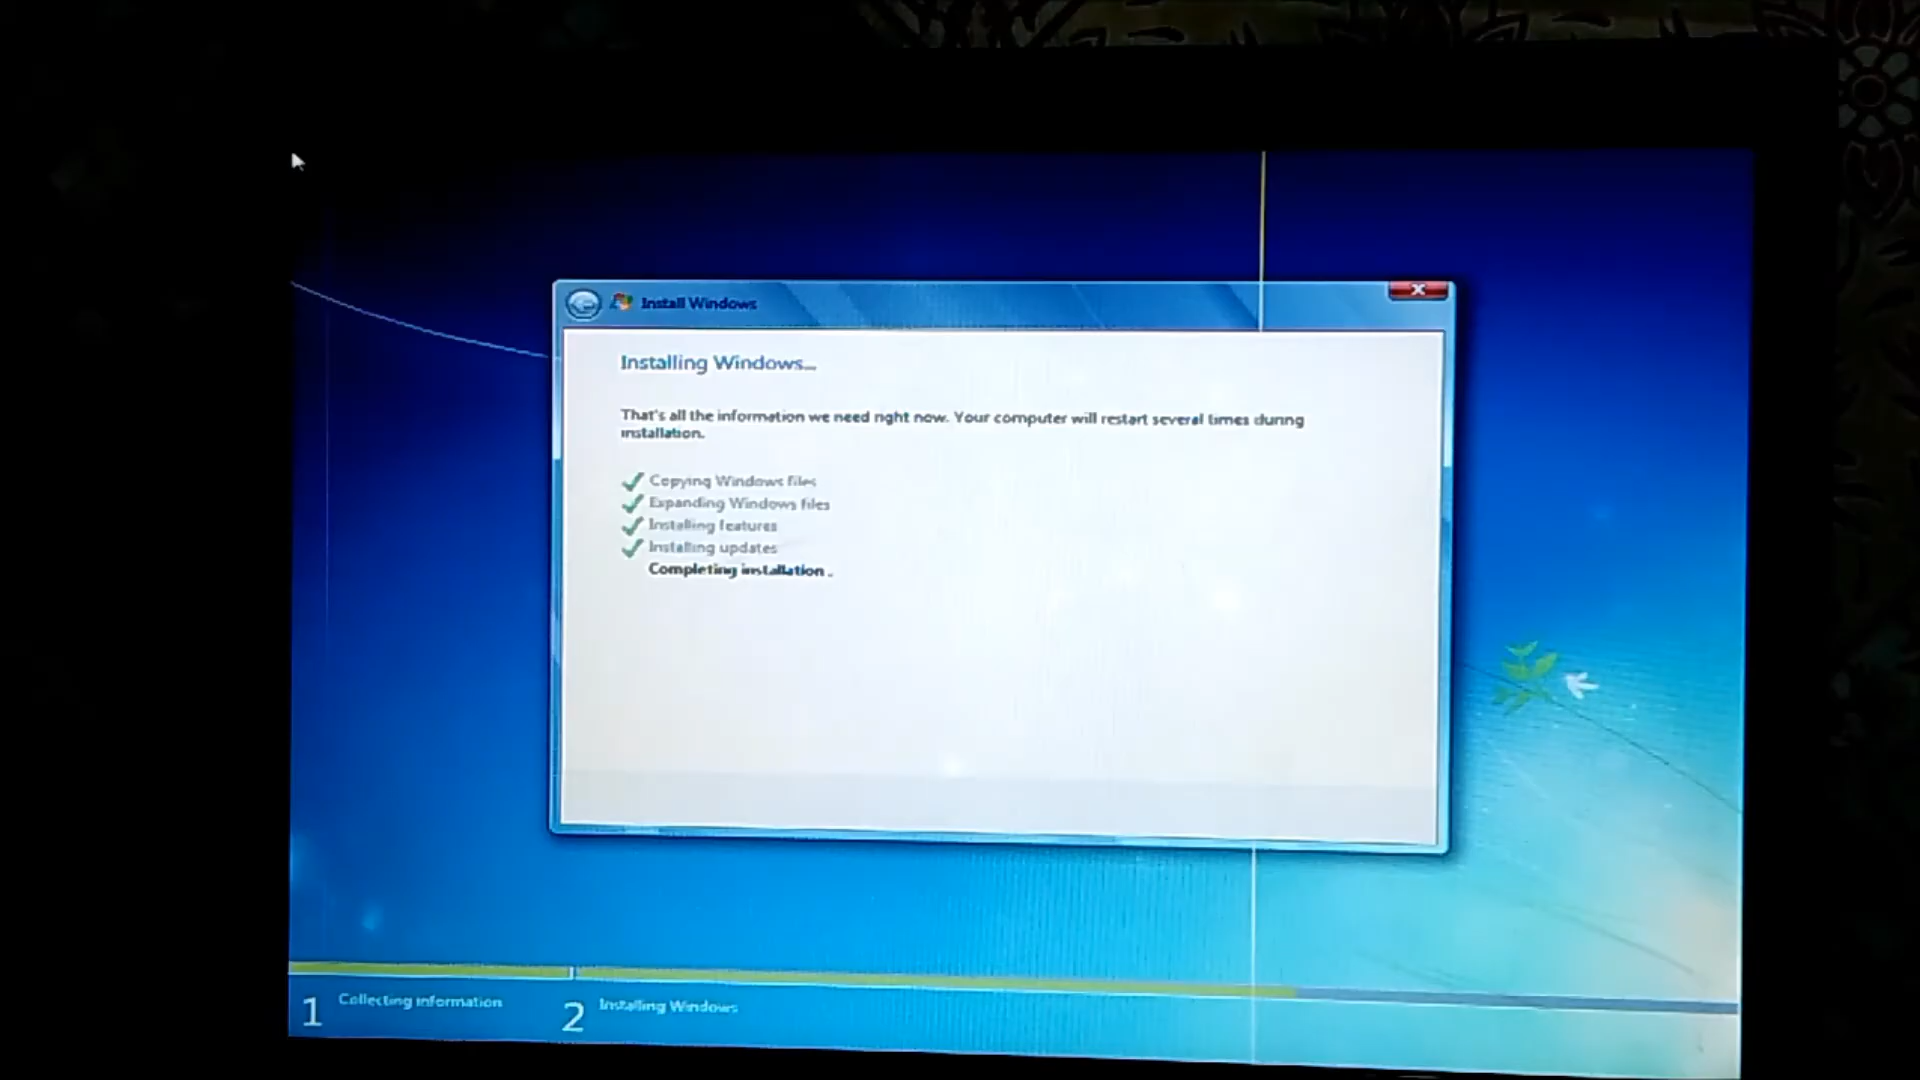 Install Windows
Installing Windows...
That's all the information we need right now. Your computer will restart several times during
installation.
Copying Windows files
Expanding Windows files
Installing features
Installing updates
Completing installation .
1 Collecting information
2 Installing Windows